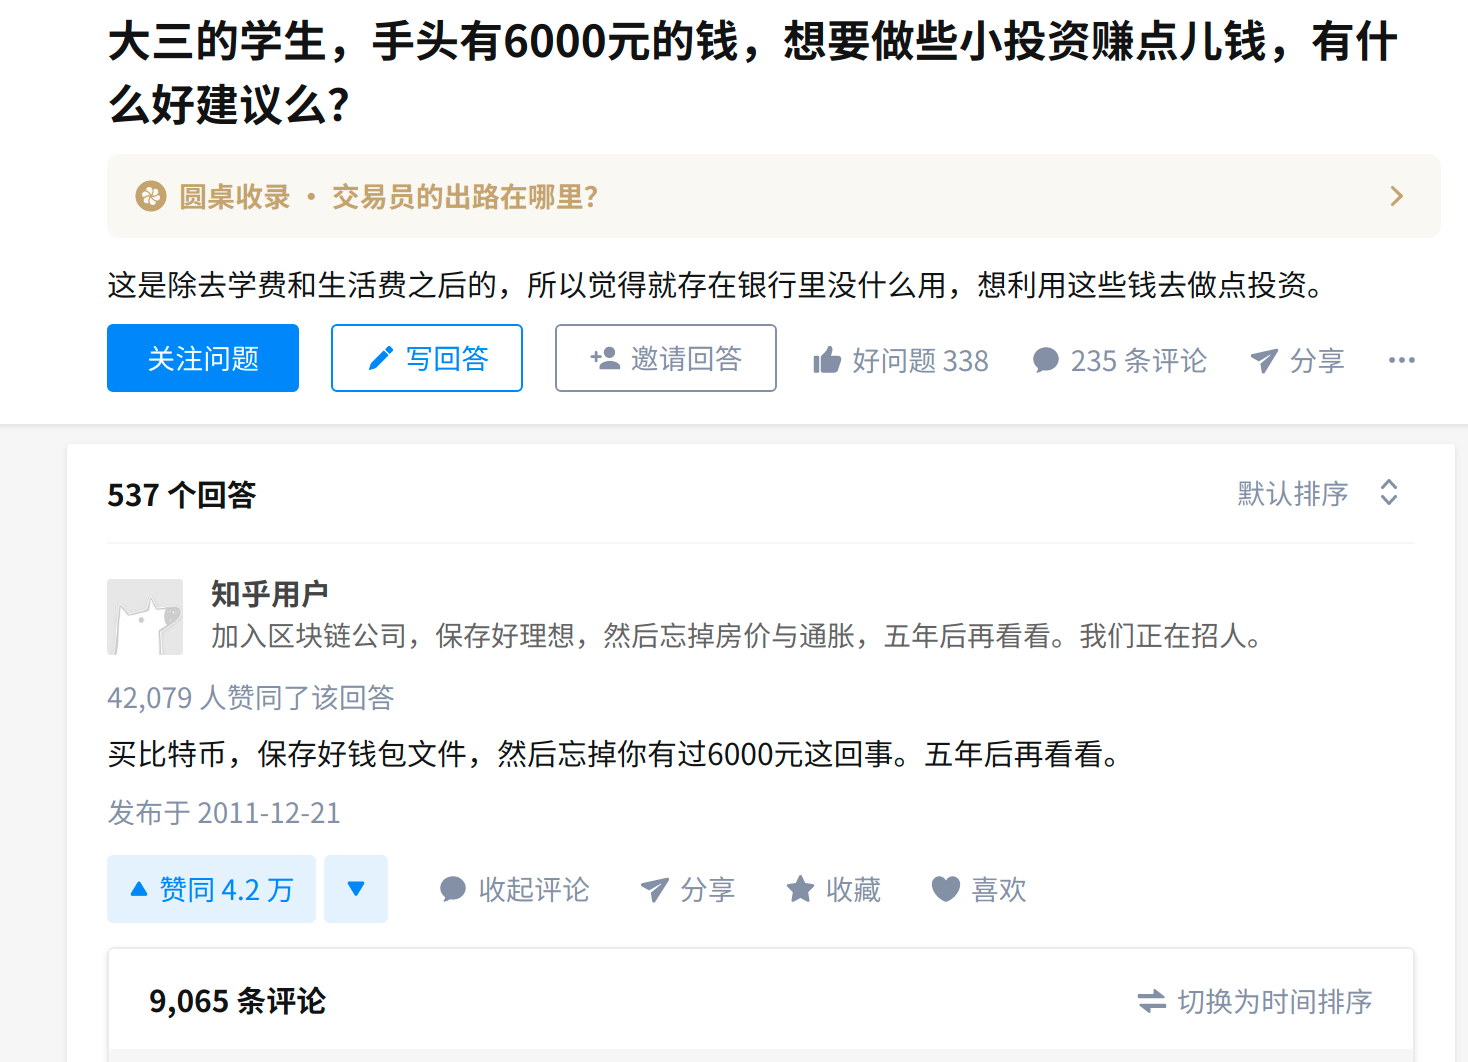 大三的学生，手头有6000元的钱，想要做些小投资赚点儿钱，有什
么好建议么？
圆桌收录 • 交易员的出路在哪里？
这是除去学费和生活费之后的，所以觉得就存在银行里没什么用，想利用这些钱去做点投资。
关注问题 写回答 邀请回答 好问题 338 235 条评论 分享
537 个回答 默认排序
知乎用户
加入区块链公司，保存好理想，然后忘掉房价与通胀，五年后再看看。我们正在招人。
42,079 人赞同了该回答
买比特币，保存好钱包文件，然后忘掉你有过6000元这回事。五年后再看看。
发布于 2011-12-21
赞同 4.2 万 收起评论 分享 收藏 喜欢
9,065 条评论 切换为时间排序